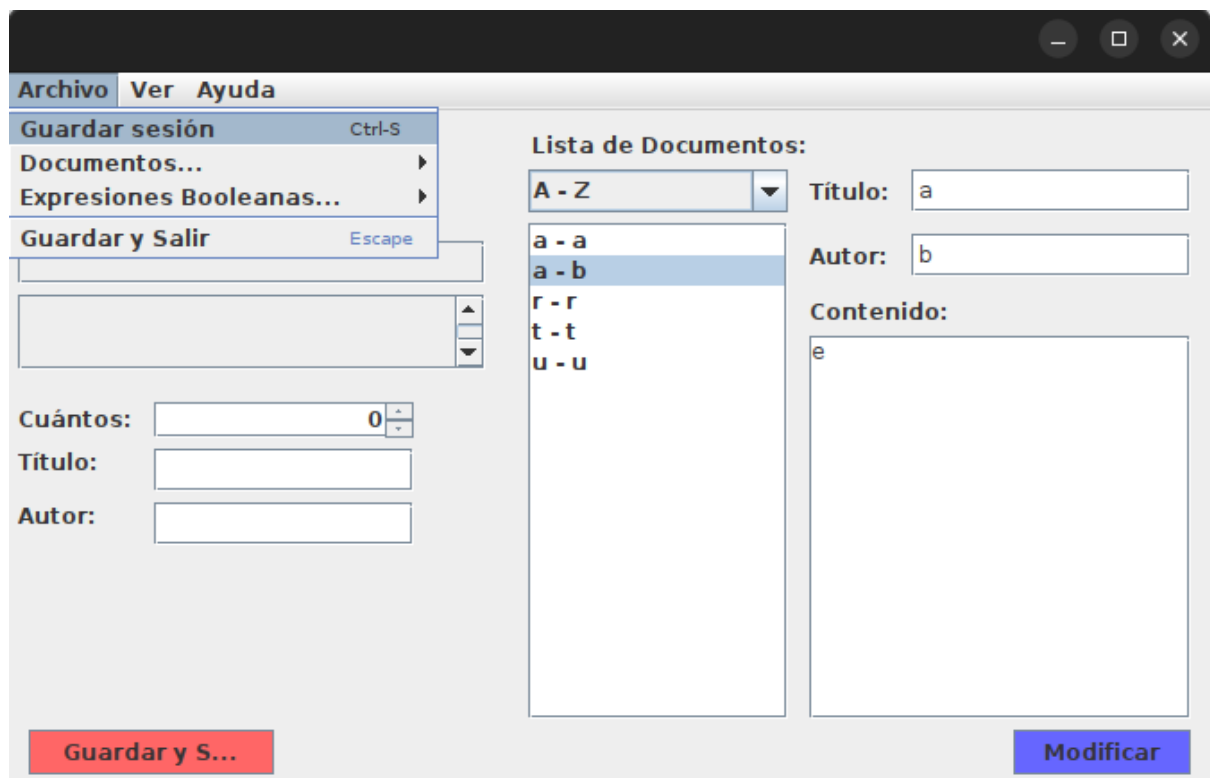 Archivo Ver Ayuda
Guardar sesión Ctrl-S
Documentos...
Expresiones Booleanas...
Guardar y Salir Escape
Cuántos: 0
Título:
Autor:
Guardar y S...
Lista de Documentos:
A - Z
a - a
a - b
r - r
t - t
u - u
Título: a
Autor: b
Contenido:
e
Modificar